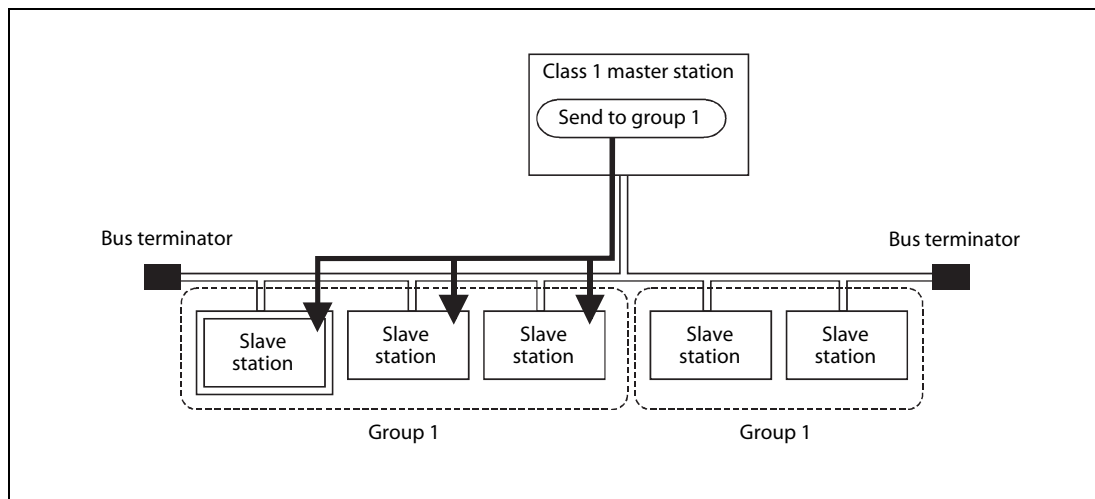 Class 1 master station
Send to group 1
Bus terminator
Bus terminator
Slave
station
Slave
station
Slave
station
Slave
station
Slave
station
Group 1
Group 1